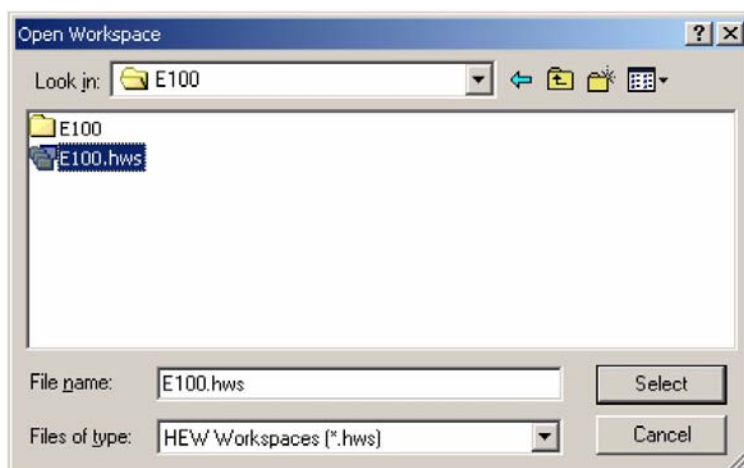 Open Workspace
Look in: E100
E100
E100.hws
File name: E100.hws
Select
Files of type: HEW Workspaces (*.hws)
Cancel